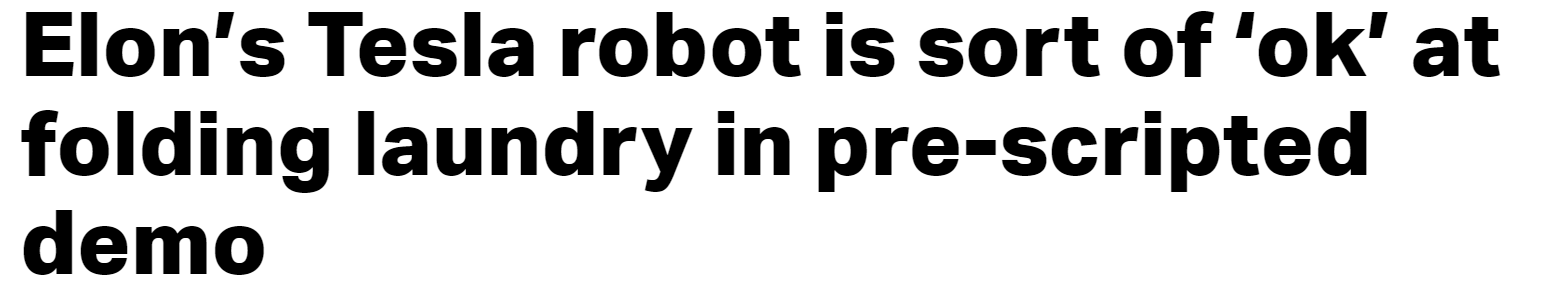 Elon’s Tesla robot is sort of ‘ok’ at
folding laundry in pre-scripted
demo